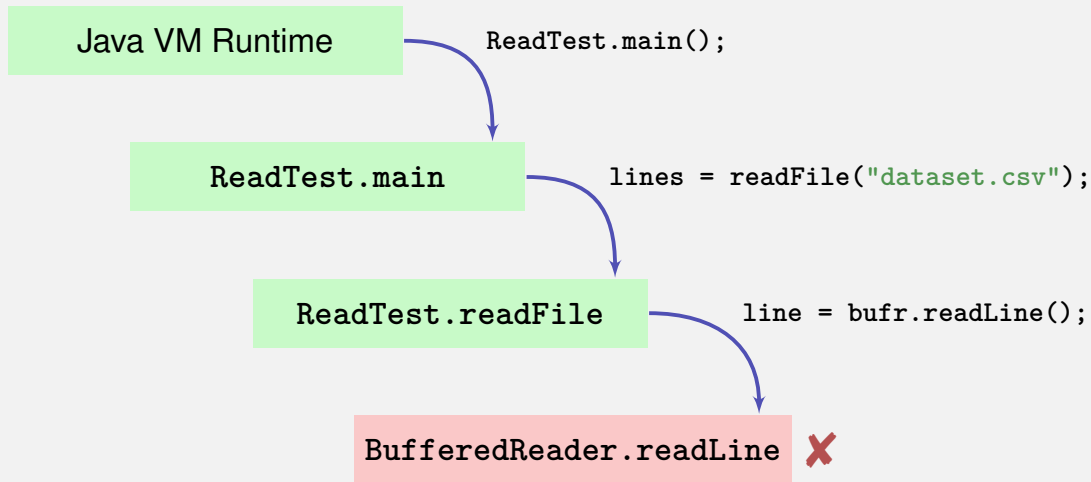 Java VM Runtime
ReadTest.main();
ReadTest.main
lines = readFile("dataset.csv");
ReadTest.readFile
line = bufr.readLine();
BufferedReader.readLine ✘